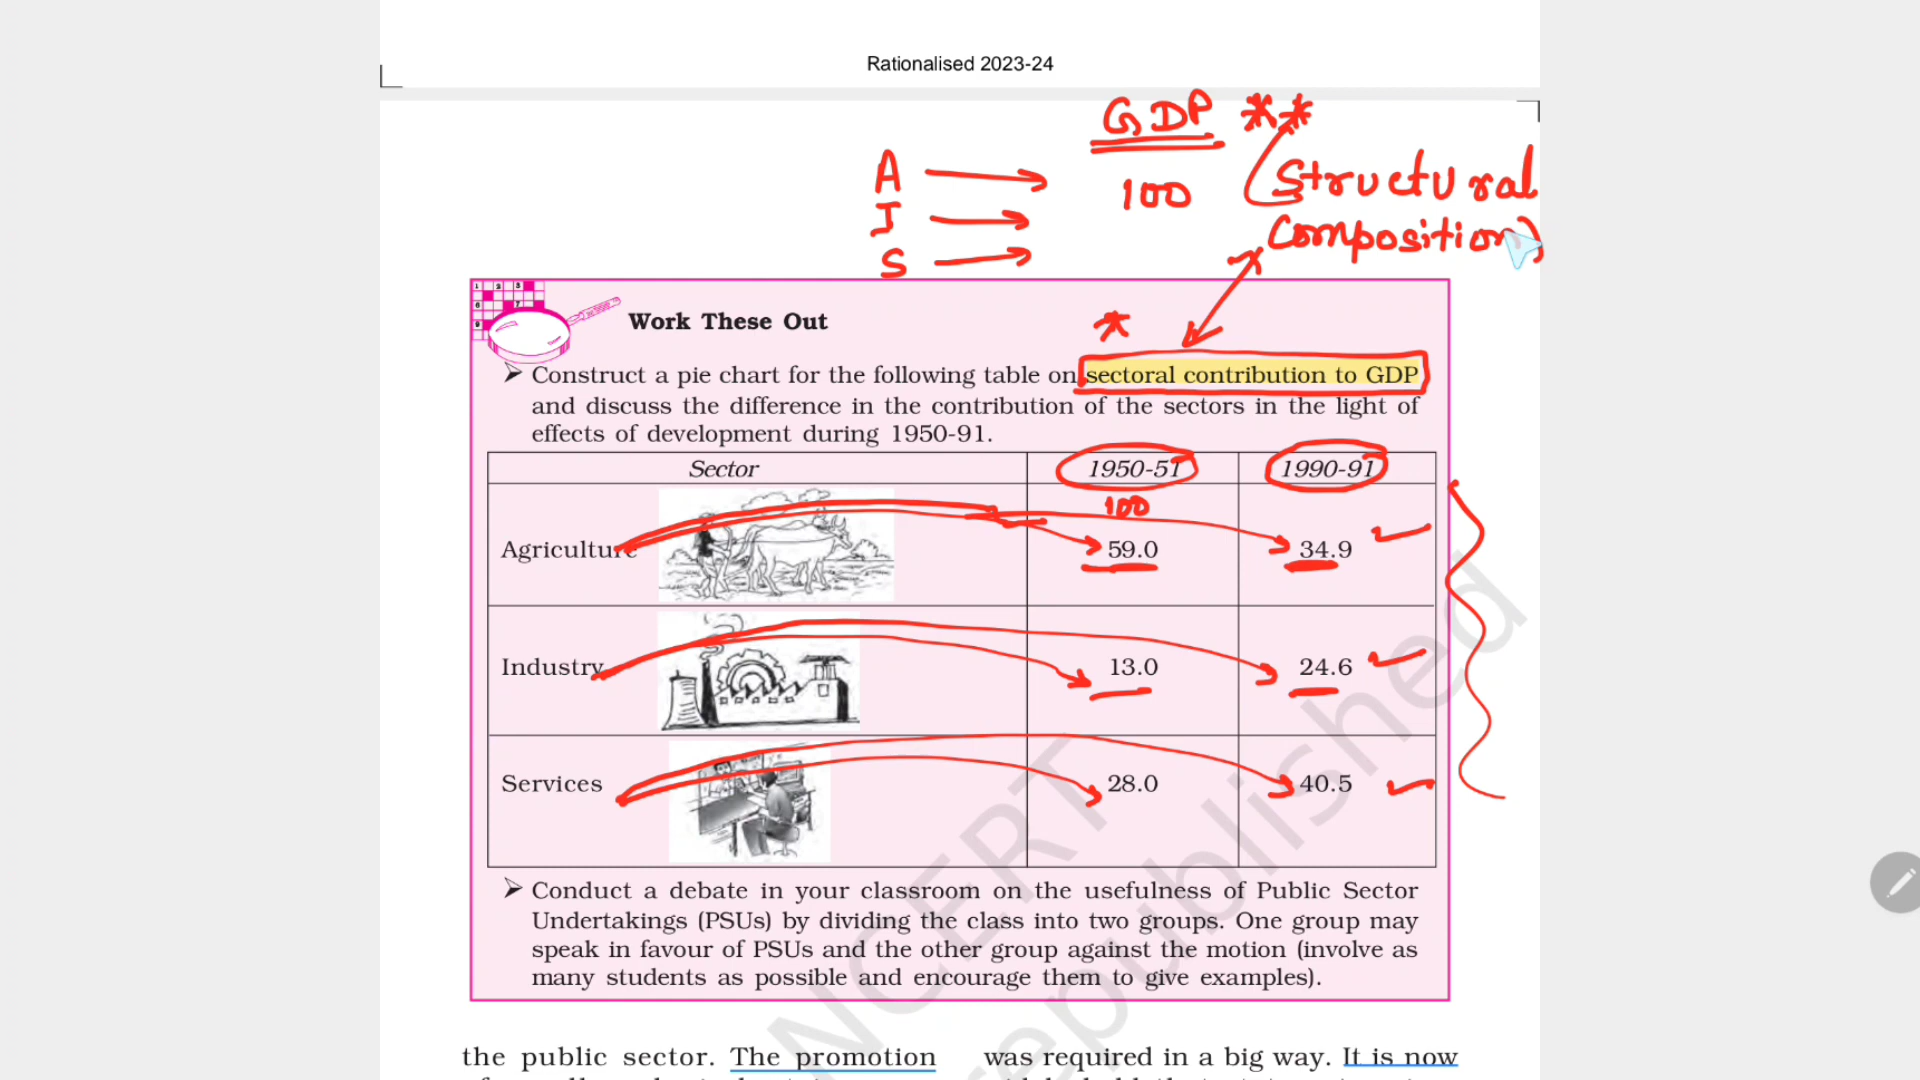 Rationalised 2023-24
GDP **
A → 100 (Structural
I → Composition)
S →
Work These Out
*
➤ Construct a pie chart for the following table on sectoral contribution to GDP
and discuss the difference in the contribution of the sectors in the light of
effects of development during 1950-91.
Sector 1950-51 1990-91
100
Agriculture 59.0 34.9
Industry 13.0 24.6
Services 28.0 40.5
➤ Conduct a debate in your classroom on the usefulness of Public Sector
Undertakings (PSUs) by dividing the class into two groups. One group may
speak in favour of PSUs and the other group against the motion (involve as
many students as possible and encourage them to give examples).
NCERT
republished
the public sector. The promotion
was required in a big way. It is now